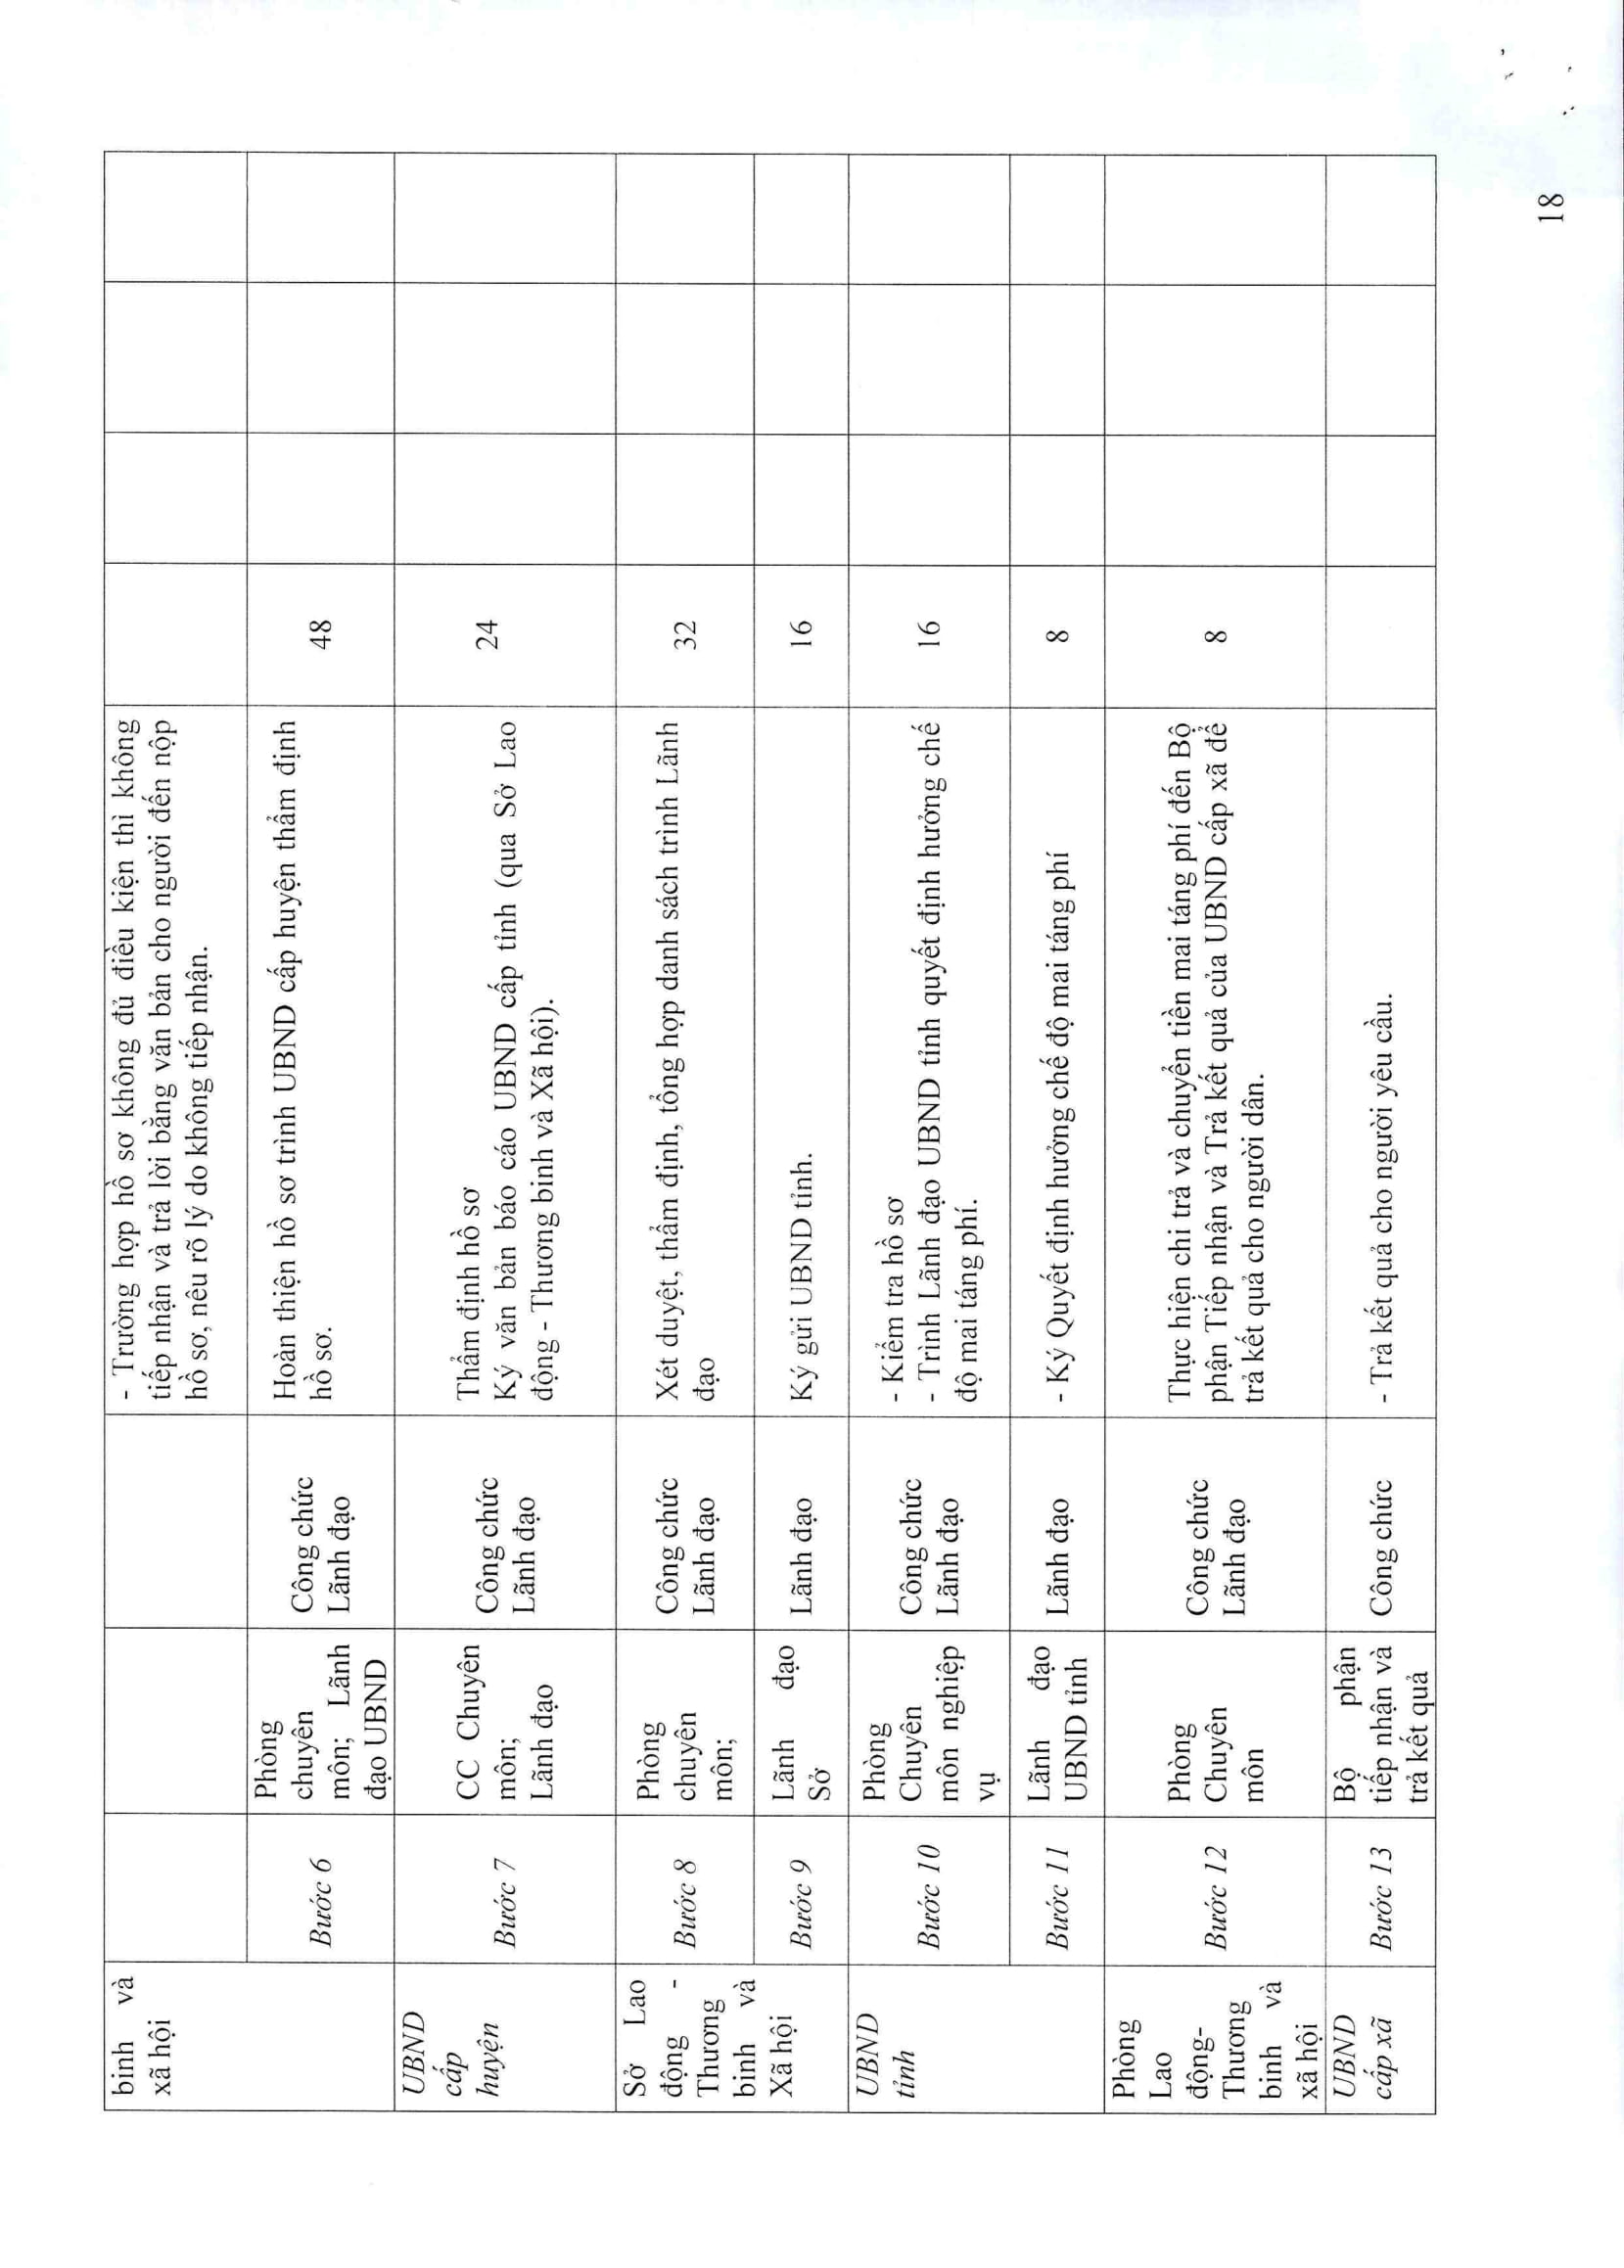 binh và
xã hội
- Trường hợp hồ sơ không đủ điều kiện thì không
tiếp nhận và trả lời bằng văn bản cho người đến nộp
hồ sơ, nêu rõ lý do không tiếp nhận.
Bước 6
Phòng
chuyên
môn; Lãnh
đạo UBND
Công chức
Lãnh đạo
Hoàn thiện hồ sơ trình UBND cấp huyện thẩm định
hồ sơ.
48
UBND
cấp
huyện
Bước 7
CC Chuyên
môn;
Lãnh đạo
Công chức
Lãnh đạo
Thẩm định hồ sơ
Ký văn bản báo cáo UBND cấp tỉnh (qua Sở Lao
động - Thương binh và Xã hội).
24
Sở Lao
động -
Thương
binh và
Xã hội
Bước 8
Phòng
chuyên
môn;
Công chức
Lãnh đạo
Xét duyệt, thẩm định, tổng hợp danh sách trình Lãnh
đạo
32
Bước 9
Lãnh đạo
Sở
Lãnh đạo
Ký gửi UBND tỉnh.
16
UBND
tỉnh
Bước 10
Phòng
Chuyên
môn nghiệp
vụ
Công chức
Lãnh đạo
- Kiểm tra hồ sơ
- Trình Lãnh đạo UBND tỉnh quyết định hưởng chế
độ mai táng phí.
16
Bước 11
Lãnh đạo
UBND tỉnh
Lãnh đạo
- Ký Quyết định hưởng chế độ mai táng phí
8
Phòng
Lao
động-
Thương
binh và
xã hội
Bước 12
Phòng
Chuyên
môn
Công chức
Lãnh đạo
Thực hiện chi trả và chuyển tiền mai táng phí đến Bộ
phận Tiếp nhận và Trả kết quả của UBND cấp xã để
trả kết quả cho người dân.
8
UBND
cấp xã
Bước 13
Bộ phận
tiếp nhận và
trả kết quả
Công chức
- Trả kết quả cho người yêu cầu.
18